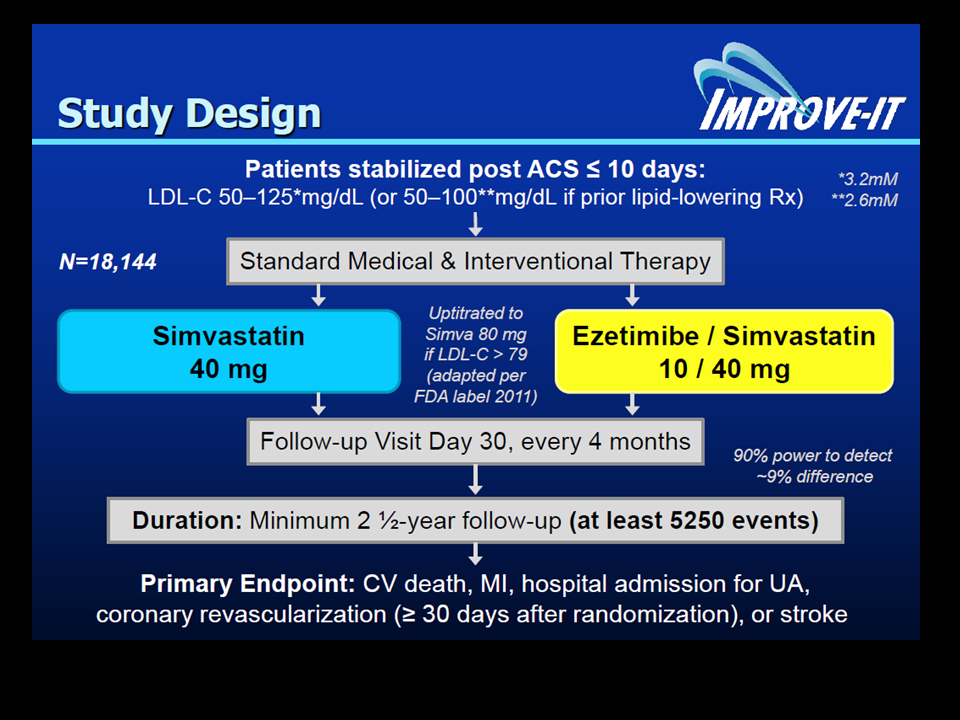 Study Design
IMPROVE-IT
Patients stabilized post ACS ≤ 10 days:
LDL-C 50–125*mg/dL (or 50–100**mg/dL if prior lipid-lowering Rx)
*3.2mM
**2.6mM
N=18,144
Standard Medical & Interventional Therapy
Simvastatin
40 mg
Uptitrated to
Simva 80 mg
if LDL-C > 79
(adapted per
FDA label 2011)
Ezetimibe / Simvastatin
10 / 40 mg
Follow-up Visit Day 30, every 4 months
90% power to detect
~9% difference
Duration: Minimum 2 ½-year follow-up (at least 5250 events)
Primary Endpoint: CV death, MI, hospital admission for UA,
coronary revascularization (≥ 30 days after randomization), or stroke